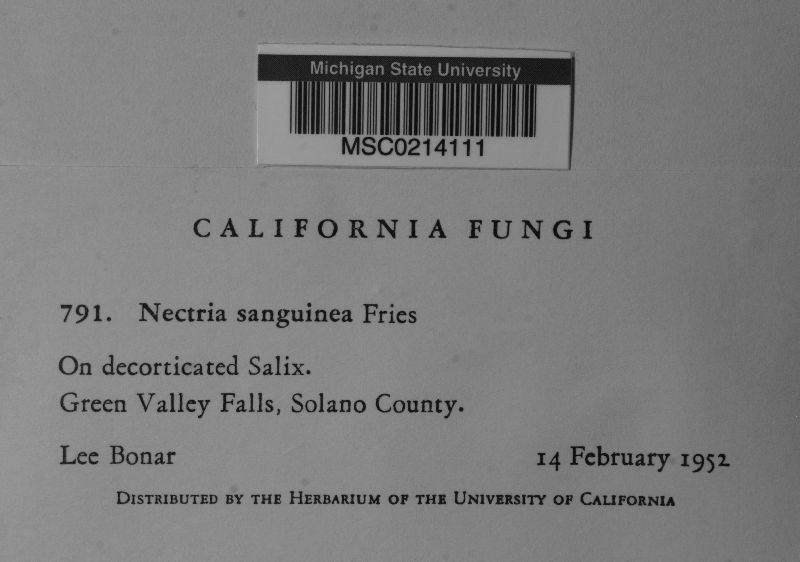 Michigan State University
MSC0214111
CALIFORNIA FUNGI
791. Nectria sanguinea Fries
On decorticated Salix.
Green Valley Falls, Solano County.
Lee Bonar 14 February 1952
Distributed by the Herbarium of the University of California